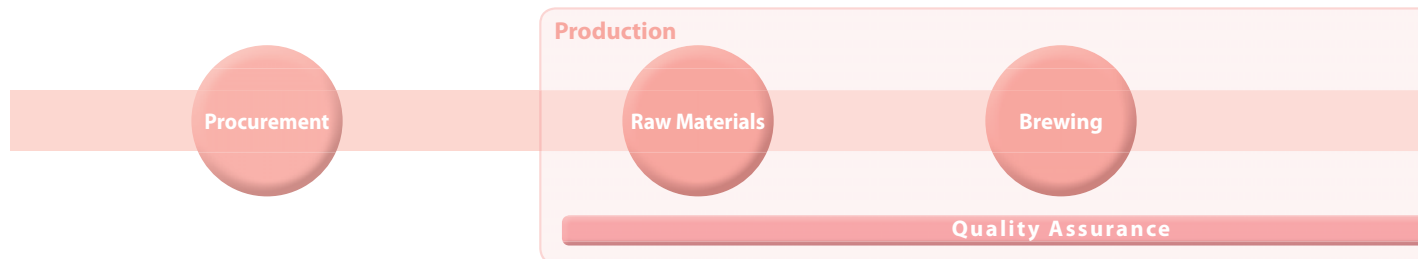 Production
Procurement
Raw Materials
Brewing
Quality Assurance